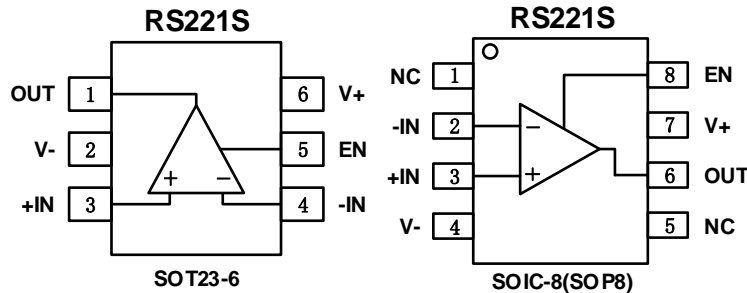 RS221S
OUT 1 6 V+
V- 2 5 EN
+IN 3 + − 4 -IN
SOT23-6
RS221S
NC 1 8 EN
-IN 2 − 7 V+
+IN 3 + 6 OUT
V- 4 5 NC
SOIC-8(SOP8)